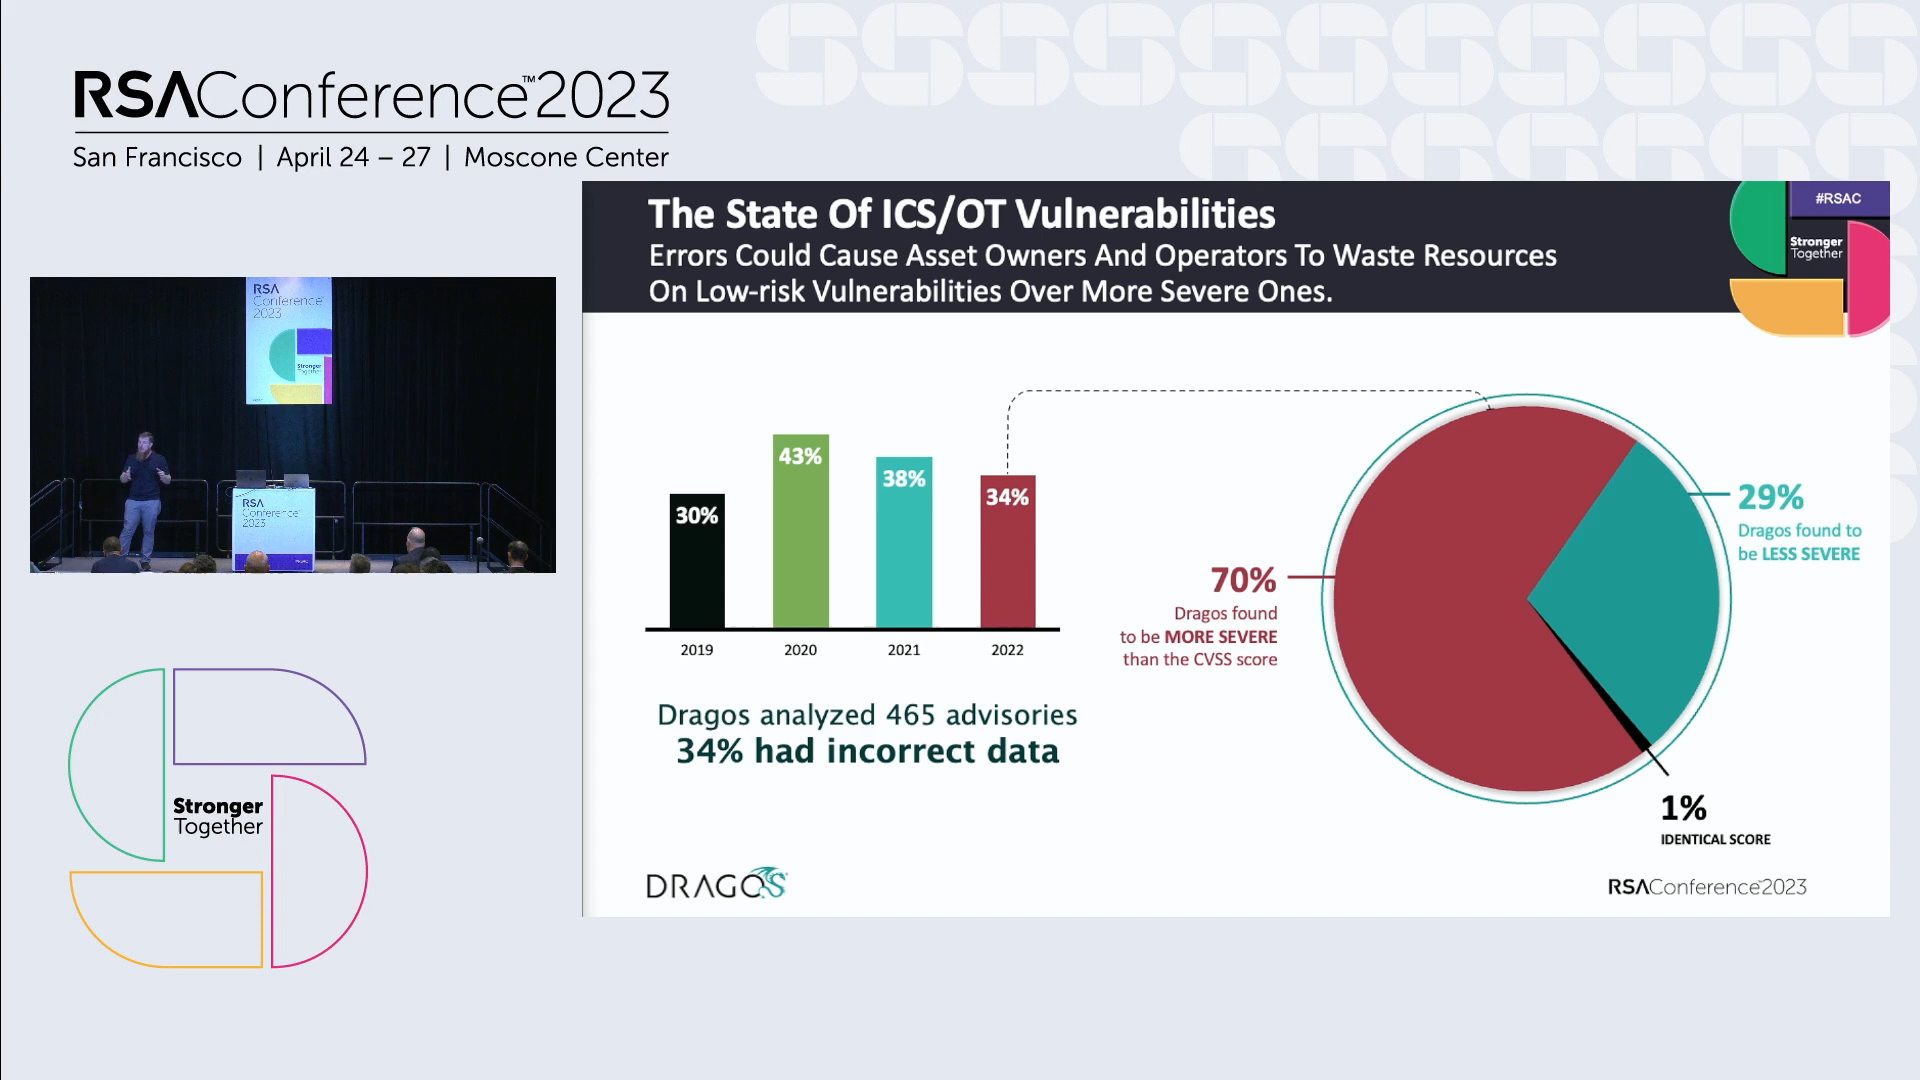 RSAConference™2023
San Francisco | April 24 – 27 | Moscone Center
The State Of ICS/OT Vulnerabilities
Errors Could Cause Asset Owners And Operators To Waste Resources
On Low-risk Vulnerabilities Over More Severe Ones.
#RSAC
Stronger
Together
RSA
Conference
2023
Stronger
Together
RSA
Conference
2023
30%
43%
38%
34%
2019
2020
2021
2022
Dragos analyzed 465 advisories
34% had incorrect data
70%
Dragos found
to be MORE SEVERE
than the CVSS score
29%
Dragos found to
be LESS SEVERE
1%
IDENTICAL SCORE
DRAGOS
RSAConference2023
Stronger
Together